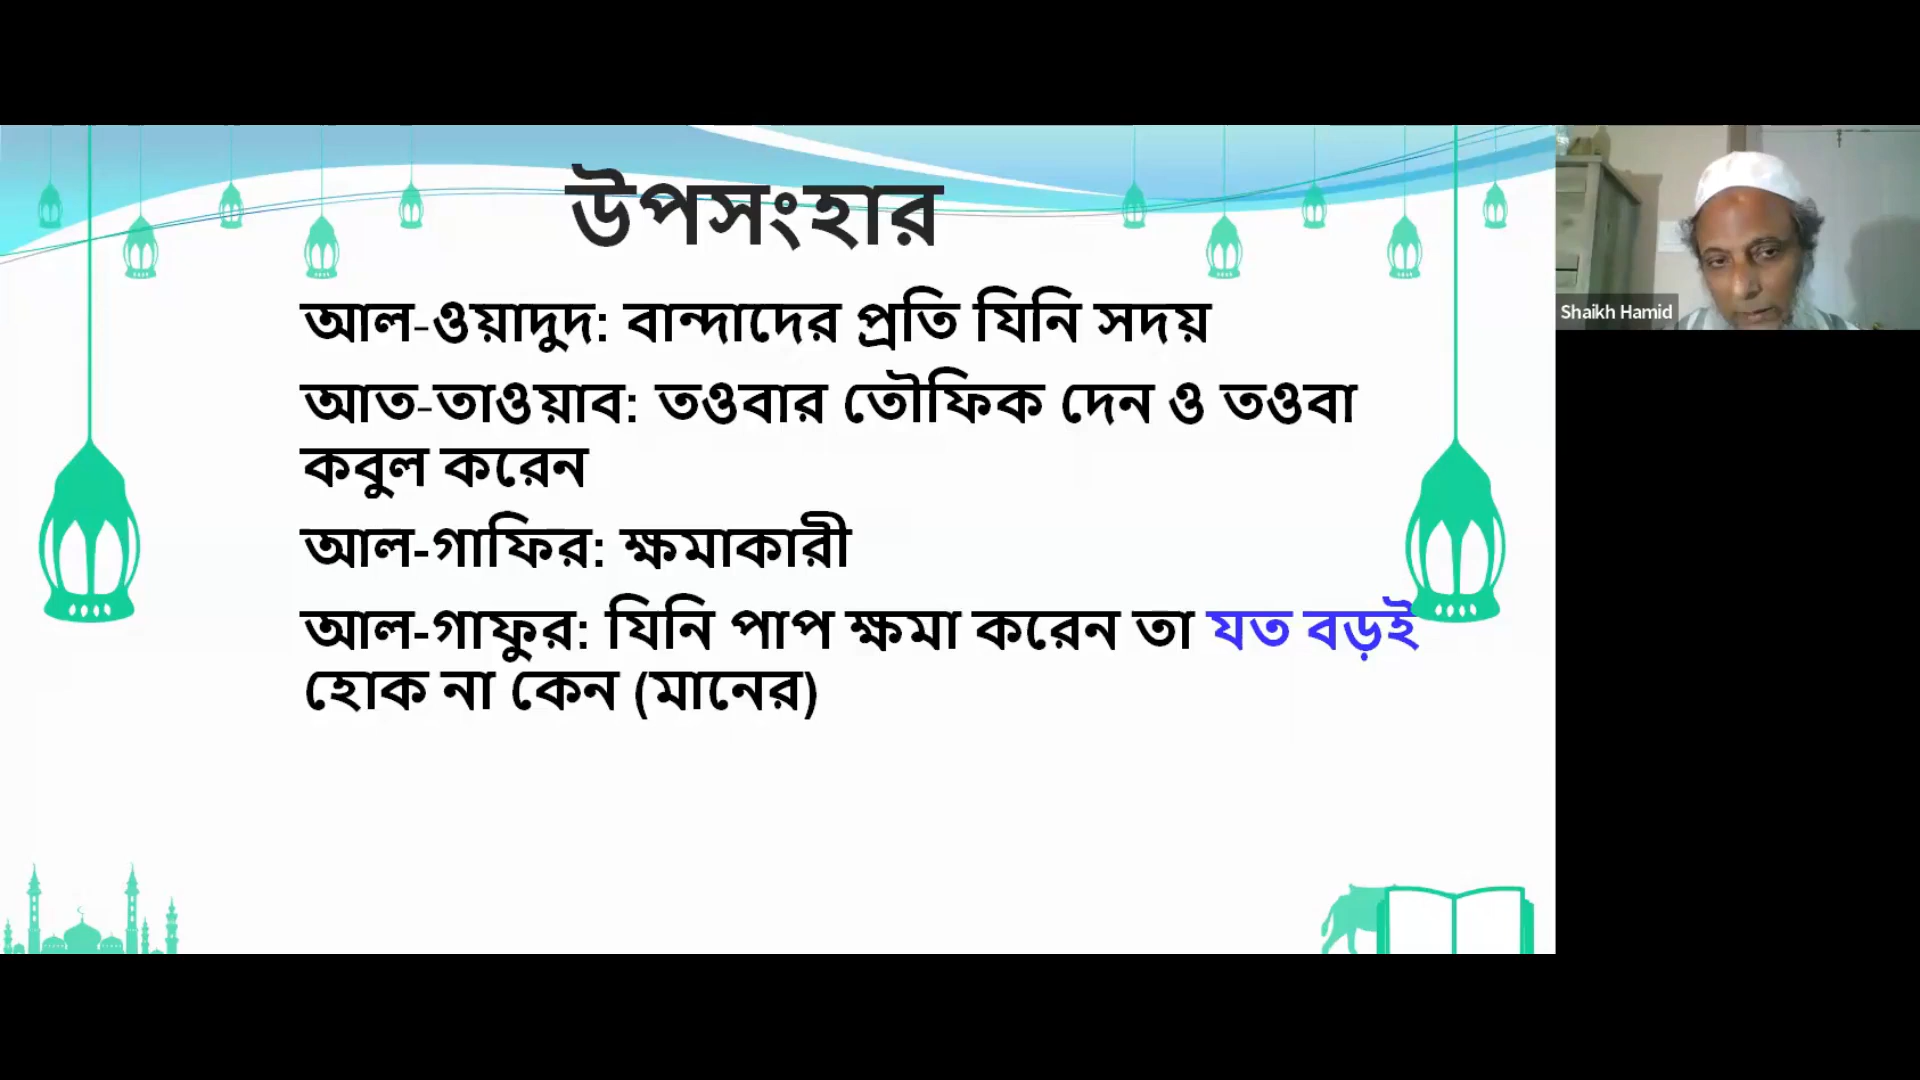 উপসংহার
আল-ওয়াদুদ: বান্দাদের প্রতি যিনি সদয়
আত-তাওয়াব: তওবার তৌফিক দেন ও তওবা
কবুল করেন
আল-গাফির: ক্ষমাকারী
আল-গাফুর: যিনি পাপ ক্ষমা করেন তা যত বড়ই
হোক না কেন (মানের)
Shaikh Hamid